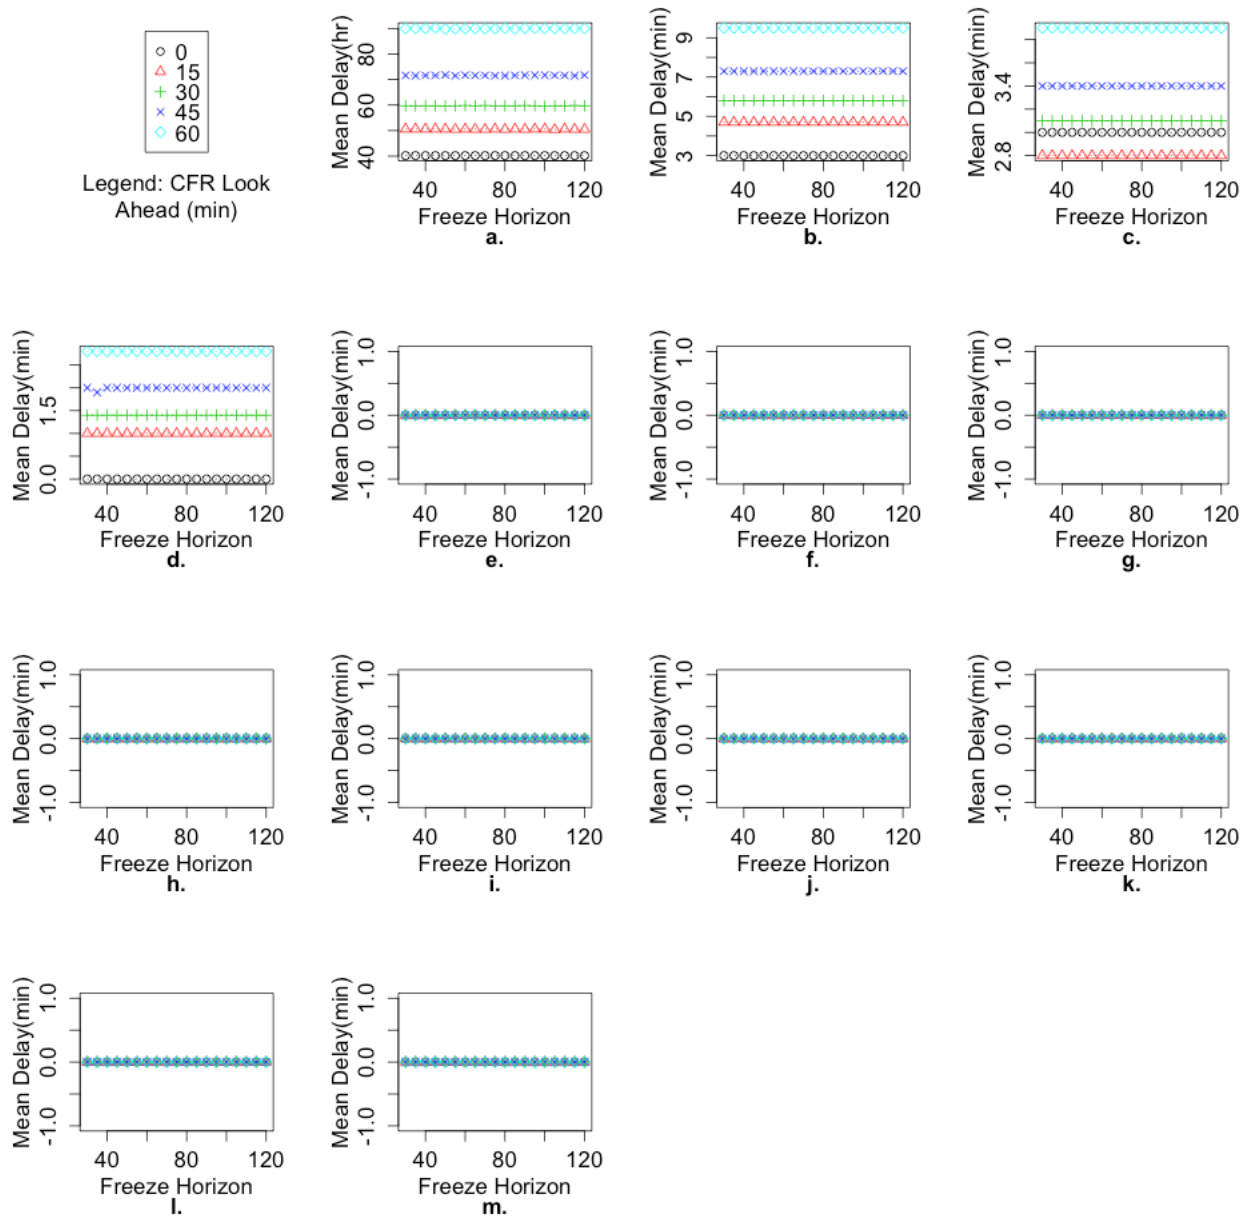 0
15
30
45
60
Legend: CFR Look
Ahead (min)
Mean Delay(hr)
40 60 80
40 80 120
Freeze Horizon
a.
Mean Delay(min)
3 5 7 9
40 80 120
Freeze Horizon
b.
Mean Delay(min)
2.8 3.4
40 80 120
Freeze Horizon
c.
Mean Delay(min)
0.0 1.5
40 80 120
Freeze Horizon
d.
Mean Delay(min)
-1.0 0.0 1.0
40 80 120
Freeze Horizon
e.
Mean Delay(min)
-1.0 0.0 1.0
40 80 120
Freeze Horizon
f.
Mean Delay(min)
-1.0 0.0 1.0
40 80 120
Freeze Horizon
g.
Mean Delay(min)
-1.0 0.0 1.0
40 80 120
Freeze Horizon
h.
Mean Delay(min)
-1.0 0.0 1.0
40 80 120
Freeze Horizon
i.
Mean Delay(min)
-1.0 0.0 1.0
40 80 120
Freeze Horizon
j.
Mean Delay(min)
-1.0 0.0 1.0
40 80 120
Freeze Horizon
k.
Mean Delay(min)
-1.0 0.0 1.0
40 80 120
Freeze Horizon
l.
Mean Delay(min)
-1.0 0.0 1.0
40 80 120
Freeze Horizon
m.